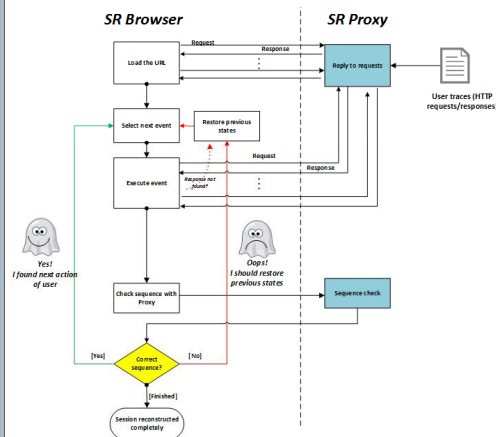 SR Browser
SR Proxy
Request
Response
Load the URL
Reply to requests
User traces (HTTP
requests/responses)
Select next event
Restore previous
states
Request
Response
Execute event
Response not
found?
Yes!
I found next action
of user
Oops!
I should restore
previous states
Check sequence with
Proxy
Sequence check
[Yes]
Correct
sequence?
[No]
[Finished]
Session reconstructed
completely